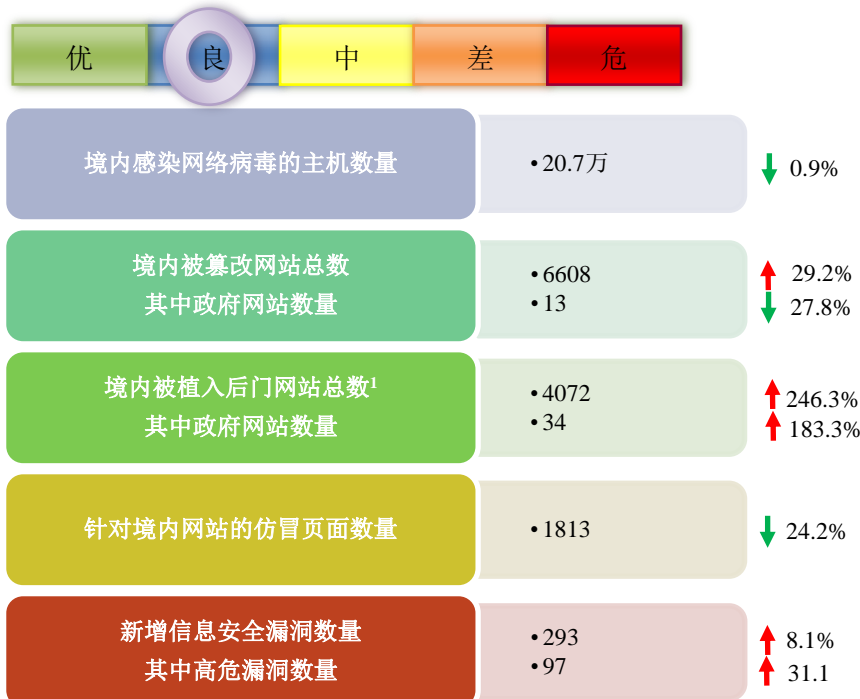 优 良 中 差 危
境内感染网络病毒的主机数量
•20.7万
0.9%
境内被篡改网站总数
其中政府网站数量
•6608
•13
29.2%
27.8%
境内被植入后门网站总数1
其中政府网站数量
•4072
•34
246.3%
183.3%
针对境内网站的仿冒页面数量
•1813
24.2%
新增信息安全漏洞数量
其中高危漏洞数量
•293
•97
8.1%
31.1